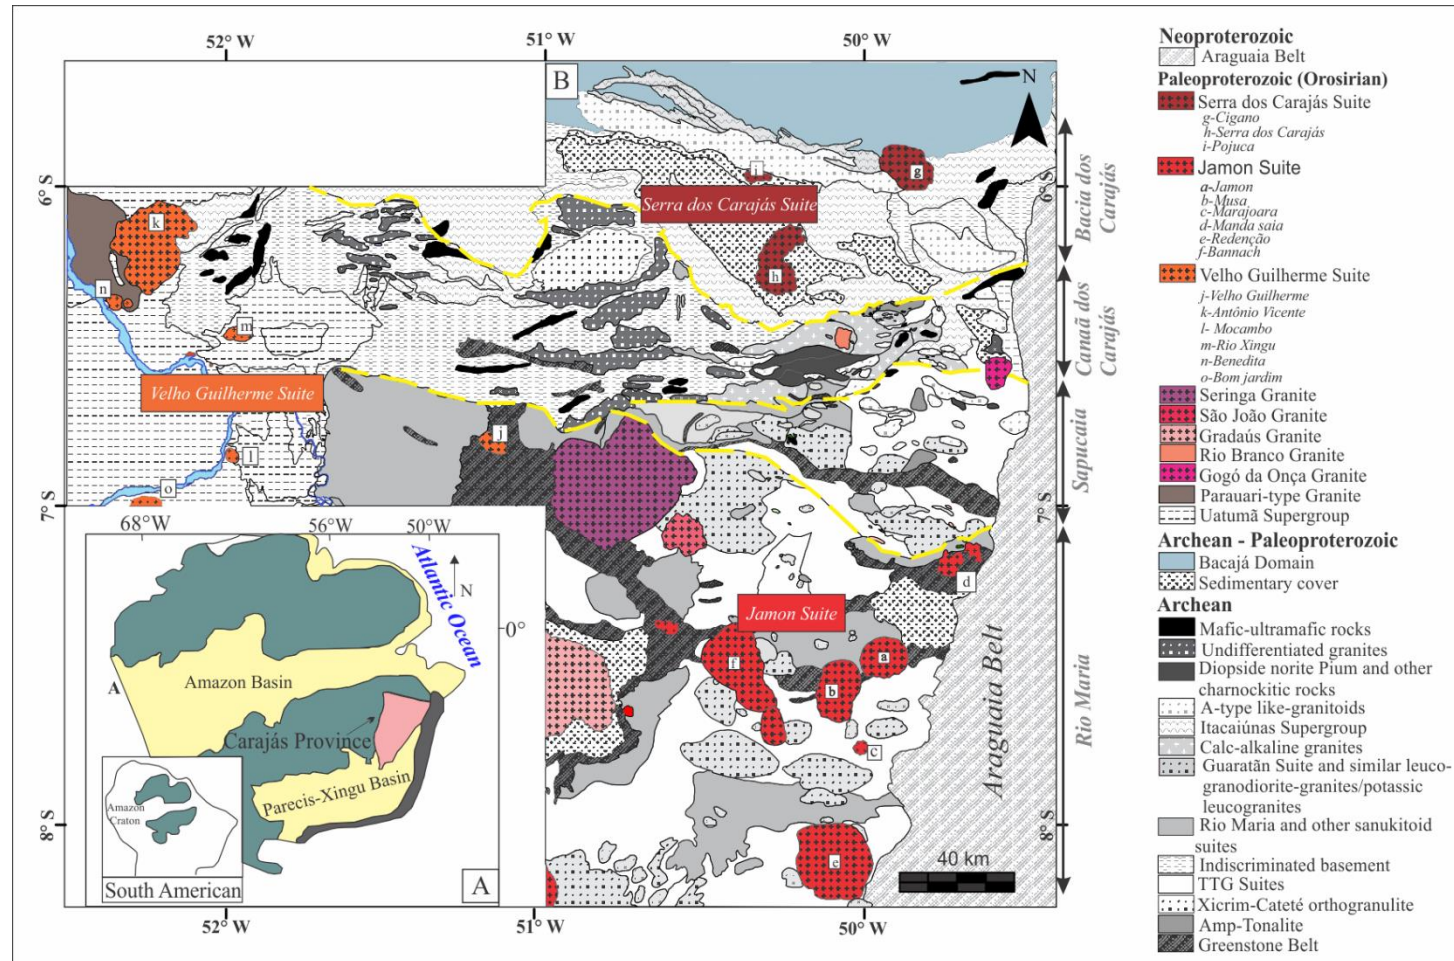 52° W
51° W
50° W
B
N
6° S
7° S
k
n
m
l
o
j
i
g
h
Serra dos Carajás Suite
Velho Guilherme Suite
Jamon Suite
d
a
f
b
c
e
Araguaia Belt
40 km
6° S
7° S
8° S
Bacia dos
Carajás
Canaã dos
Carajás
Sapucaia
Rio Maria
68° W
56° W
50° W
Atlantic Ocean
N
0°
A
Amazon Basin
Carajás Province
Parecis-Xingu Basin
Amazon
Craton
South American
A
8° S
52° W
51° W
50° W
Neoproterozoic
Araguaia Belt
Paleoproterozoic (Orosirian)
Serra dos Carajás Suite
g-Cigano
h-Serra dos Carajás
i-Pojuca
Jamon Suite
a-Jamon
b-Musa
c-Marajoara
d-Manda saia
e-Redenção
f-Bannach
Velho Guilherme Suite
j-Velho Guilherme
k-Antônio Vicente
l- Mocambo
m-Rio Xingu
n-Benedita
o-Bom jardim
Seringa Granite
São João Granite
Gradaús Granite
Rio Branco Granite
Gogó da Onça Granite
Parauari-type Granite
Uatumã Supergroup
Archean - Paleoproterozoic
Bacajá Domain
Sedimentary cover
Archean
Mafic-ultramafic rocks
Undifferentiated granites
Diopside norite Pium and other
charnockitic rocks
A-type like-granitoids
Itacaiúnas Supergroup
Calc-alkaline granites
Guaratãn Suite and similar leuco-
granodiorite-granites/potassic
leucogranites
Rio Maria and other sanukitoid
suites
Indiscriminated basement
TTG Suites
Xicrim-Cateté orthogranulite
Amp-Tonalite
Greenstone Belt